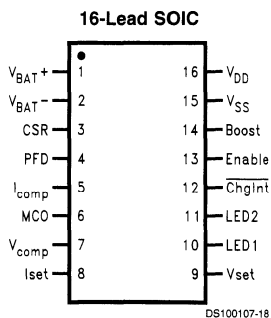 16-Lead SOIC
VBAT+ 1 16 VDD
VBAT- 2 15 VSS
CSR 3 14 Boost
PFD 4 13 Enable
Icomp 5 12 ChgInt
MCO 6 11 LED2
Vcomp 7 10 LED1
Iset 8 9 Vset
DS100107-18